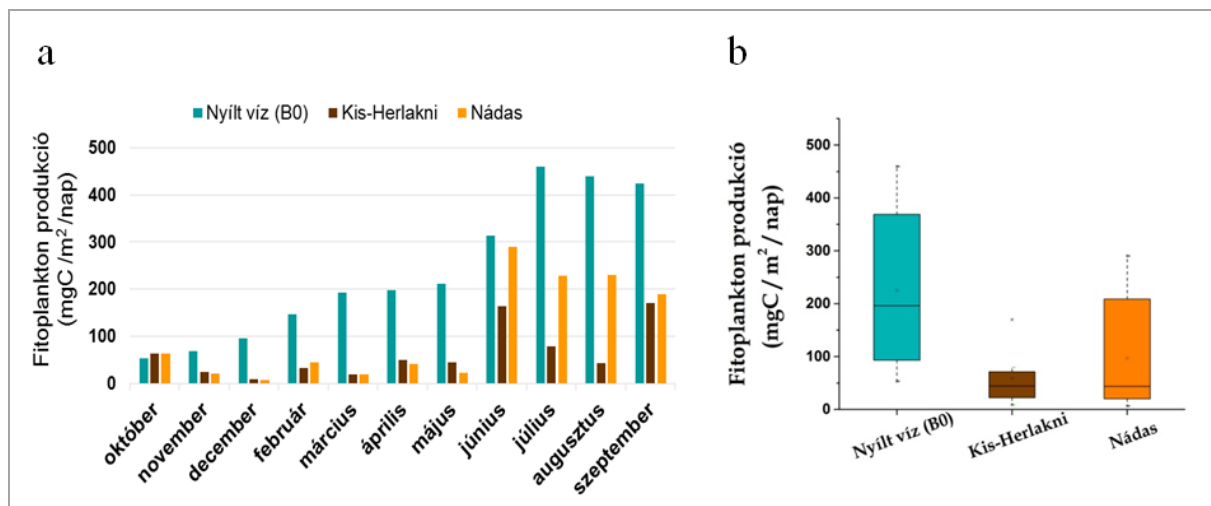 a
Nyílt víz (B0) Kis-Herlakni Nádas
Fitoplankton produkció
(mgC /m²/nap)
500
400
300
200
100
0
október
november
december
február
március
április
május
június
július
augusztus
szeptember
b
Fitoplankton produkció
(mgC / m² / nap)
500
400
300
200
100
0
Nyílt víz (B0)
Kis-Herlakni
Nádas